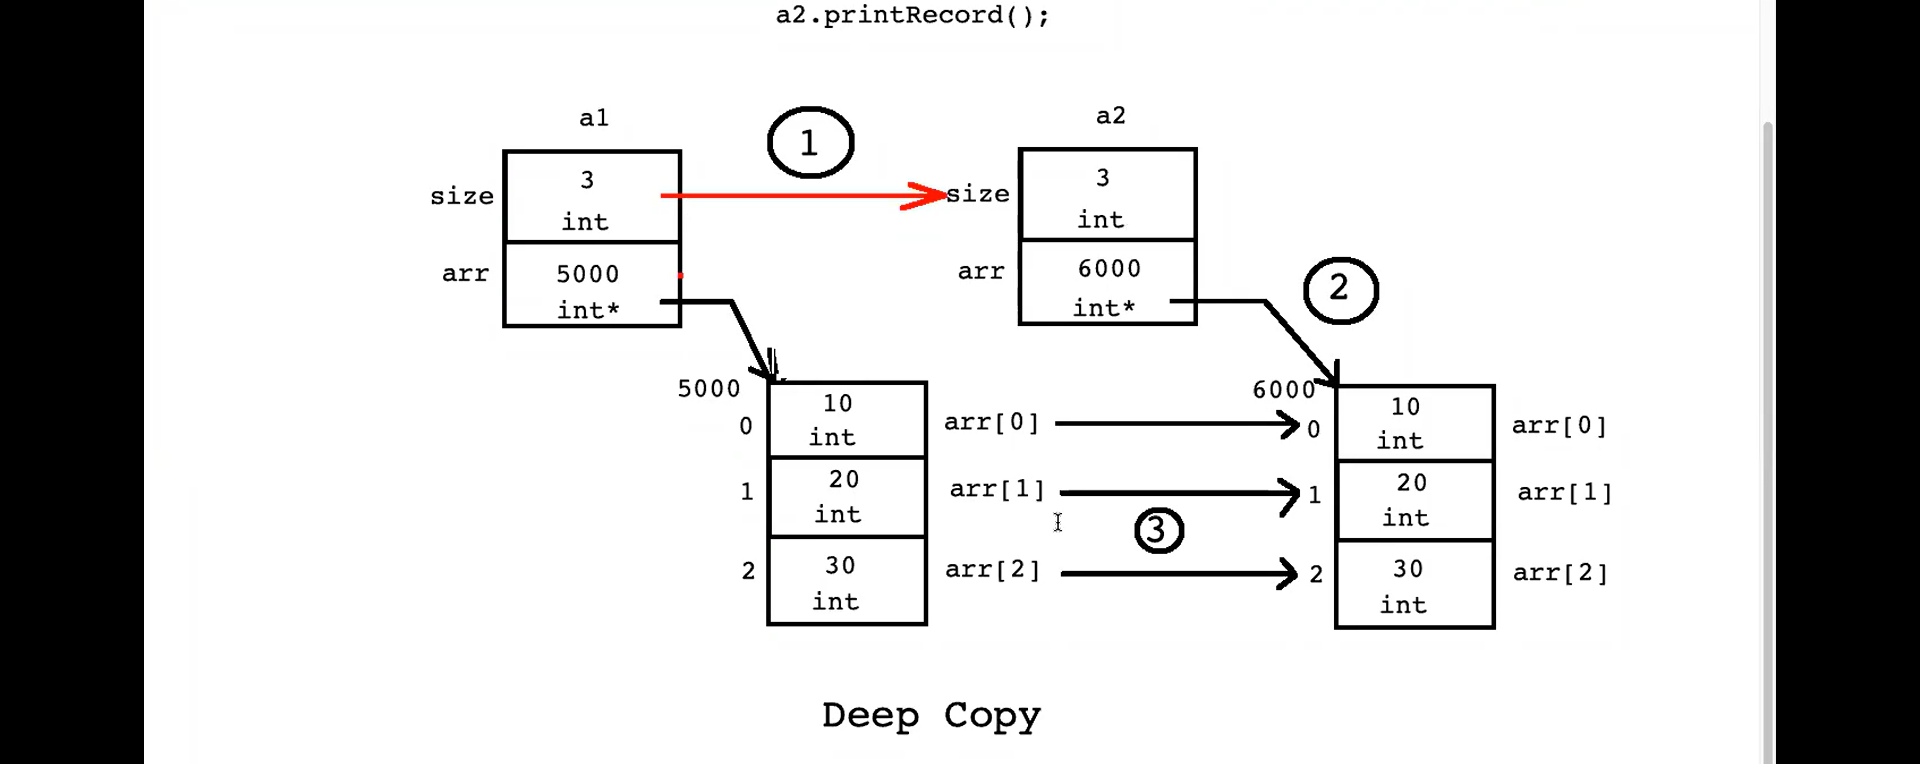 a2.printRecord();
a1
1
a2
3
size
int
size
3
int
arr
5000
int*
arr
6000
int*
2
5000
6000
0
10
int
arr[0]
0
10
int
arr[0]
1
20
int
arr[1]
1
20
int
arr[1]
3
2
30
int
arr[2]
2
30
int
arr[2]
Deep Copy